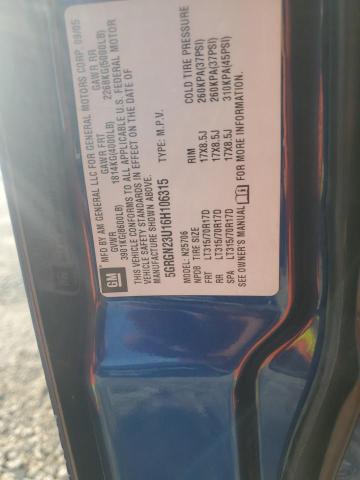 MFG BY AM GENERAL LLC FOR GENERAL MOTORS CORP 09/05
GVWR GAWR FRT GAWR RR
3901KG(8600LB) 1814KG(4000LB) 2268KG(5000LB)
THIS VEHICLE CONFORMS TO ALL APPLICABLE U.S. FEDERAL MOTOR
VEHICLE SAFETY STANDARDS IN EFFECT ON THE DATE OF
MANUFACTURE SHOWN ABOVE.
5GRGN23U16H106315 TYPE: M.P.V.
GM
MODEL: N25706
NPDB TIRE SIZE RIM COLD TIRE PRESSURE
FRT LT315/70R17D 17X8.5J 260KPA(37PSI)
RR LT315/70R17D 17X8.5J 260KPA(37PSI)
SPA LT315/70R17D 17X8.5J 310KPA(45PSI)
SEE OWNER'S MANUAL FOR MORE INFORMATION.